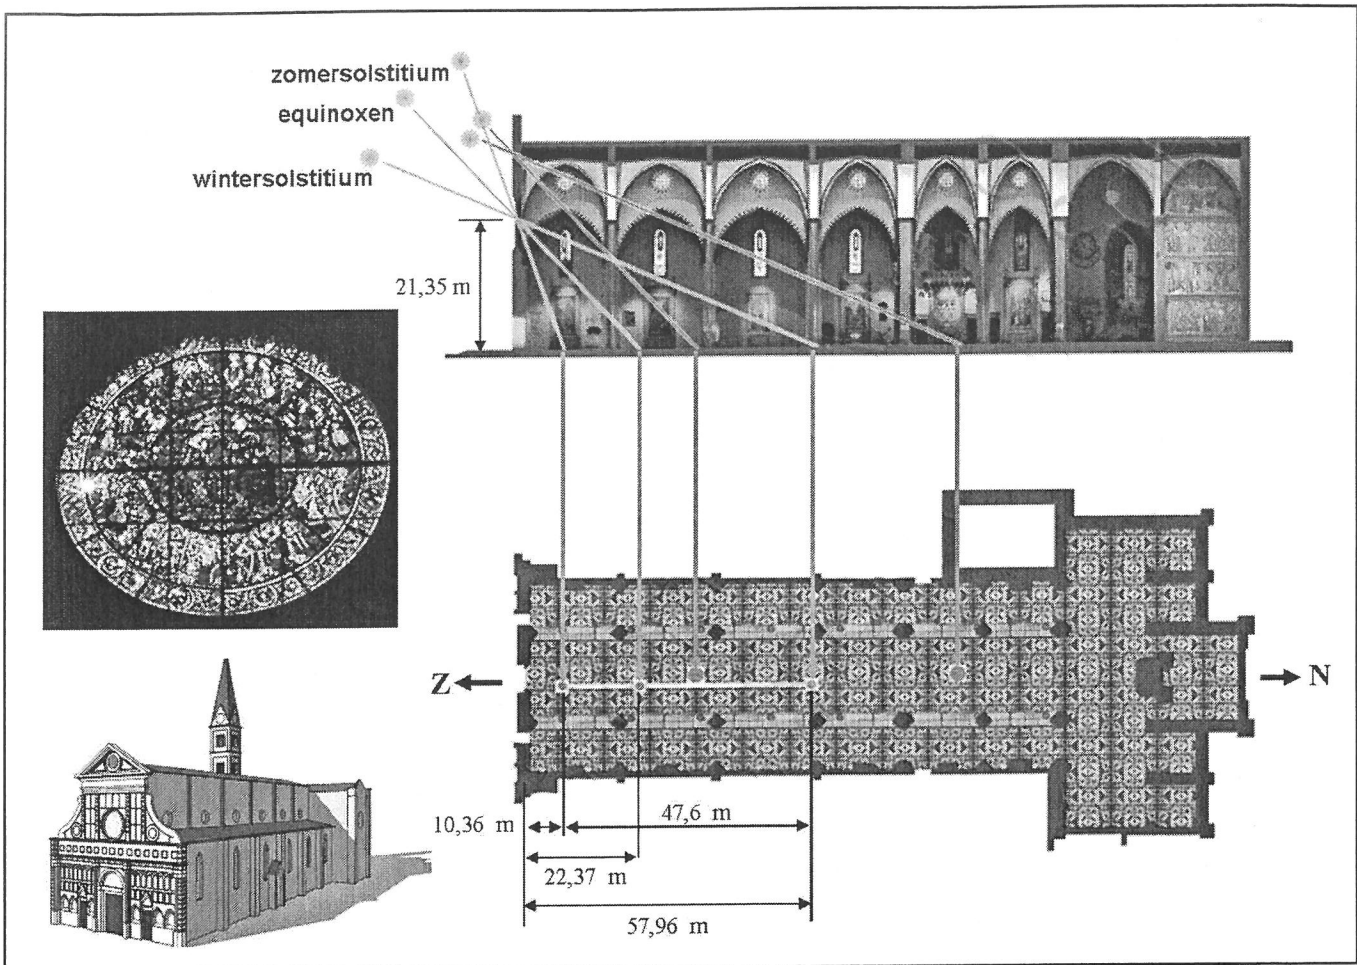 zomersolstitium
equinoxen
wintersolstitium
21,35 m
Z
N
10,36 m
47,6 m
22,37 m
57,96 m